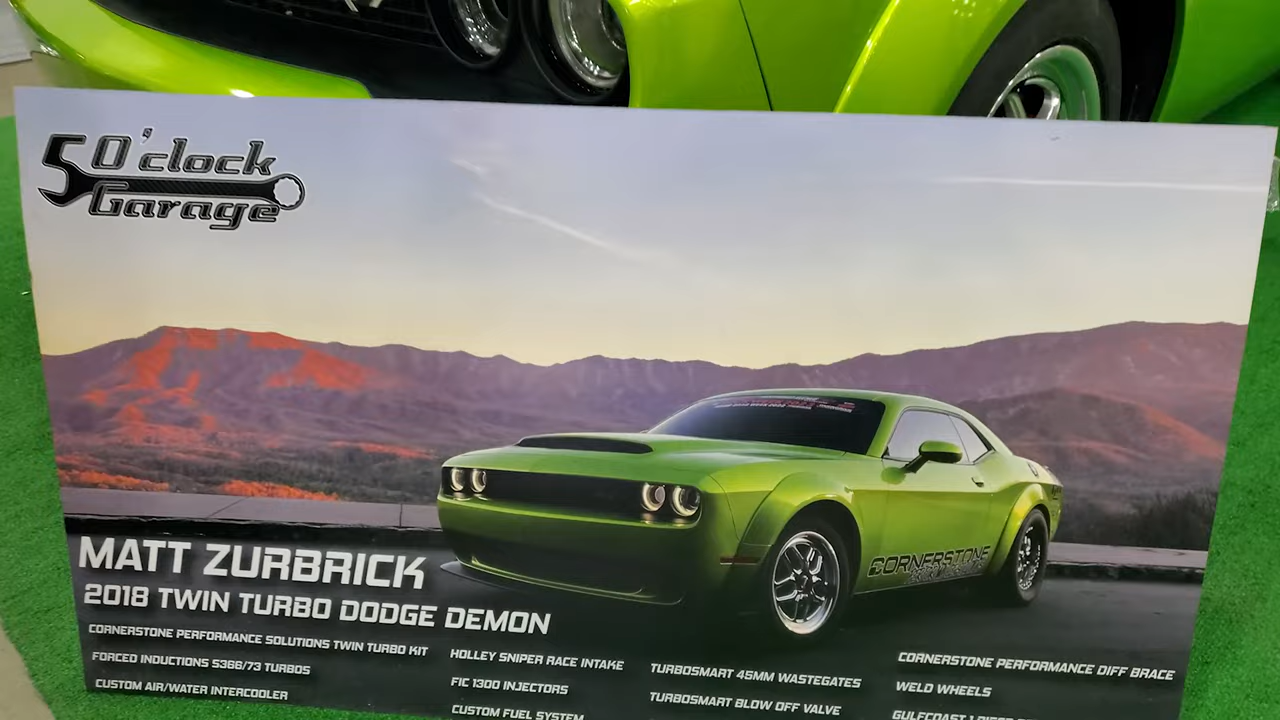 5 O'clock
Garage
CORNERSTONE
MATT ZURBRICK
2018 TWIN TURBO DODGE DEMON
CORNERSTONE PERFORMANCE SOLUTIONS TWIN TURBO KIT
FORCED INDUCTIONS S366/73 TURBOS
CUSTOM AIR/WATER INTERCOOLER
HOLLEY SNIPER RACE INTAKE
FIC 1300 INJECTORS
CUSTOM FUEL SYSTEM
TURBOSMART 45MM WASTEGATES
TURBOSMART BLOW OFF VALVE
CORNERSTONE PERFORMANCE DIFF BRACE
WELD WHEELS
GULFCOAST